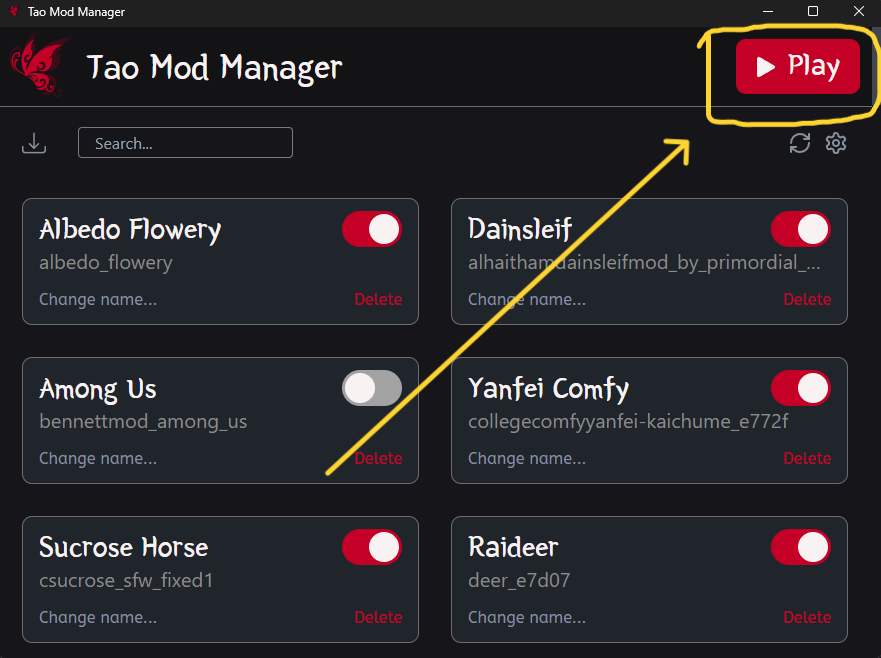 Tao Mod Manager
Tao Mod Manager
Play
Search...
Albedo Flowery
albedo_flowery
Change name...
Delete
Dainsleif
alhaithamdainsleifmod_by_primordial_...
Change name...
Delete
Among Us
bennettmod_among_us
Change name...
Delete
Yanfei Comfy
collegecomfyyanfei-kaichume_e772f
Change name...
Delete
Sucrose Horse
csucrose_sfw_fixed1
Change name...
Delete
Raideer
deer_e7d07
Change name...
Delete